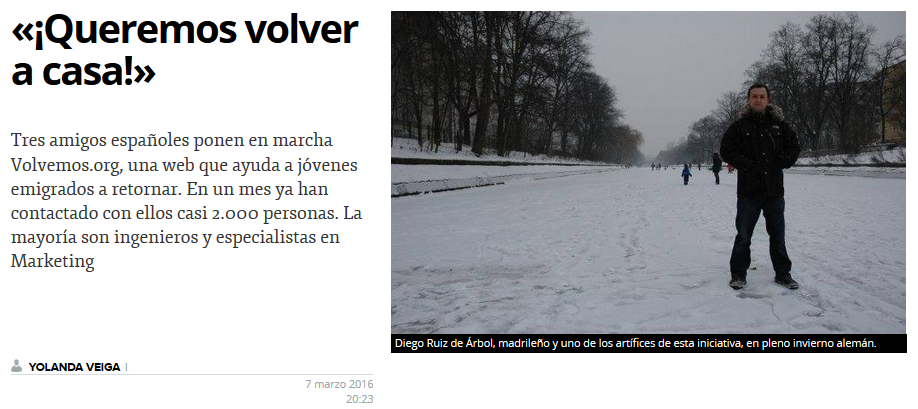 «¡Queremos volver
a casa!»
Tres amigos españoles ponen en marcha
Volvemos.org, una web que ayuda a jóvenes
emigrados a retornar. En un mes ya han
contactado con ellos casi 2.000 personas. La
mayoría son ingenieros y especialistas en
Marketing
YOLANDA VEIGA |
7 marzo 2016
20:23
Diego Ruiz de Árbol, madrileño y uno de los artífices de esta iniciativa, en pleno invierno alemán.